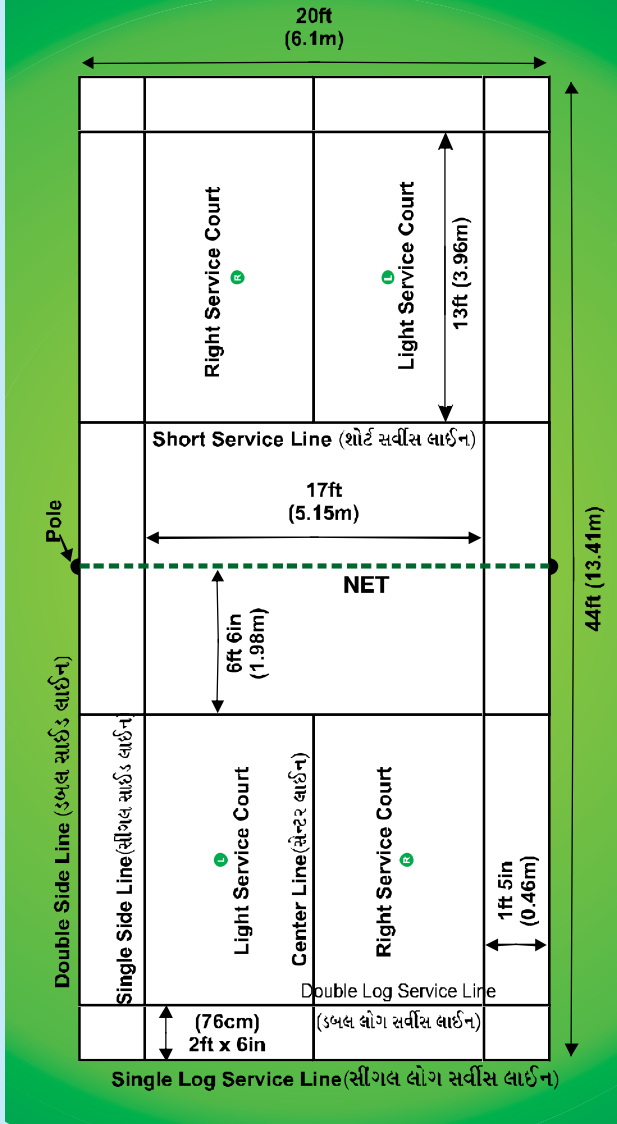 20ft
(6.1m)
Right Service Court
R
Light Service Court
L
13ft (3.96m)
Short Service Line (શોર્ટ સર્વીસ લાઈન)
17ft
(5.15m)
Pole
NET
44ft (13.41m)
6ft 6in
(1.98m)
Double Side Line (ડબલ સાઈડ લાઈન)
Single Side Line(સીંગલ સાઈડ લાઈન)
Light Service Court
L
Center Line(સેન્ટર લાઈન)
Right Service Court
R
1ft 5in
(0.46m)
Double Log Service Line
(ડબલ લોગ સર્વીસ લાઈન)
(76cm)
2ft x 6in
Single Log Service Line(સીંગલ લોગ સર્વીસ લાઈન)